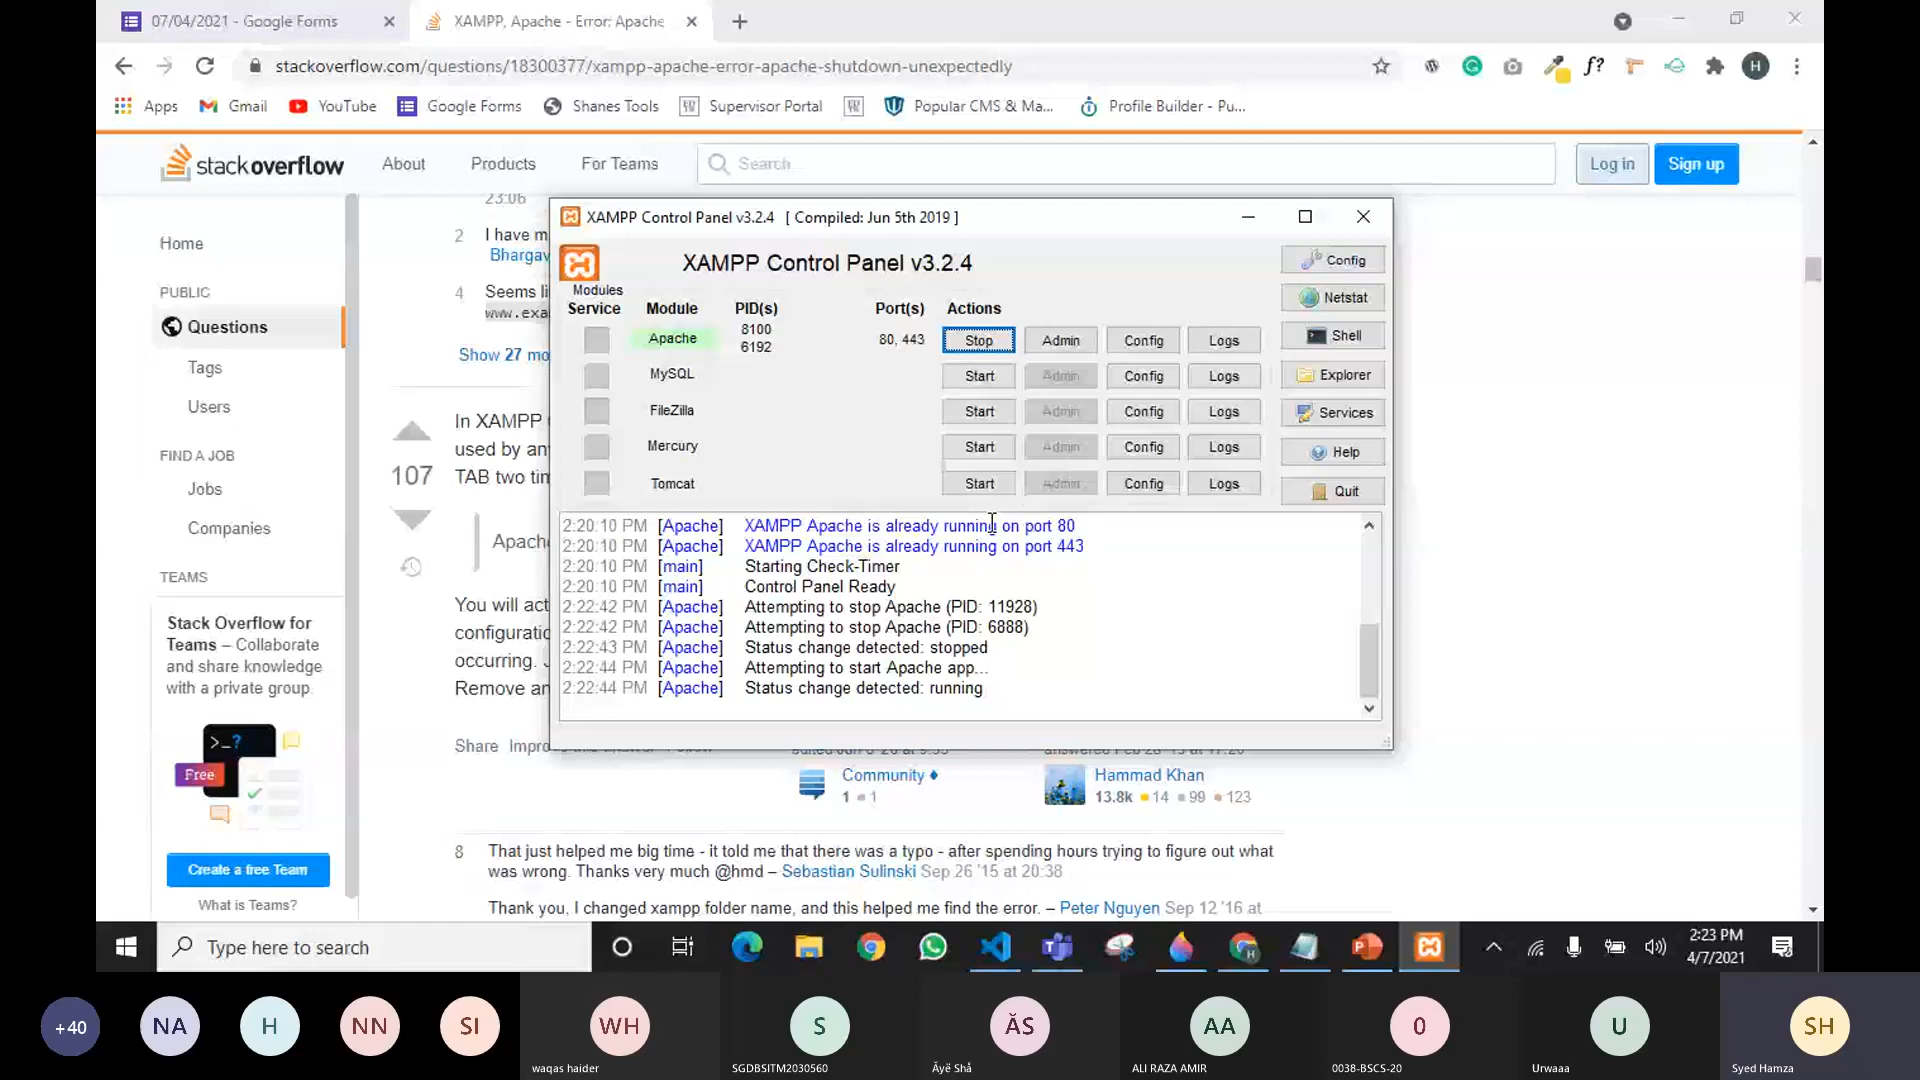 07/04/2021 - Google Forms
XAMPP, Apache - Error: Apache
stackoverflow.com/questions/18300377/xampp-apache-error-apache-shutdown-unexpectedly
f?
H
Apps
Gmail
YouTube
Google Forms
Shanes Tools
Supervisor Portal
Popular CMS & Ma...
Profile Builder - Pu...
stackoverflow
About
Products
For Teams
Search...
Log in
Sign up
Home
PUBLIC
Questions
Tags
Users
FIND A JOB
Jobs
Companies
TEAMS
Stack Overflow for
Teams – Collaborate
and share knowledge
with a private group.
>_?
Free
Create a free Team
What is Teams?
23:06
2
I have m
Bhargav
4
Seems li
www.exa
Show 27 mo
107
In XAMPP
used by an
TAB two tin
Apache
You will act
configuratio
occurring. J
Remove an
Share
XAMPP Control Panel v3.2.4 [ Compiled: Jun 5th 2019 ]
XAMPP Control Panel v3.2.4
Modules
Service Module PID(s) Port(s) Actions
Apache 8100 6192 80, 443 Stop Admin Config Logs
MySQL Start Admin Config Logs
FileZilla Start Admin Config Logs
Mercury Start Admin Config Logs
Tomcat Start Admin Config Logs
Config
Netstat
Shell
Explorer
Services
Help
Quit
2:20:10 PM [Apache] XAMPP Apache is already running on port 80
2:20:10 PM [Apache] XAMPP Apache is already running on port 443
2:20:10 PM [main] Starting Check-Timer
2:20:10 PM [main] Control Panel Ready
2:22:42 PM [Apache] Attempting to stop Apache (PID: 11928)
2:22:42 PM [Apache] Attempting to stop Apache (PID: 6888)
2:22:43 PM [Apache] Status change detected: stopped
2:22:44 PM [Apache] Attempting to start Apache app...
2:22:44 PM [Apache] Status change detected: running
Community ♦
1 1
Hammad Khan
13.8k 14 99 123
8
That just helped me big time - it told me that there was a typo - after spending hours trying to figure out what
was wrong. Thanks very much @hmd – Sebastian Sulinski Sep 26 '15 at 20:38
Thank you, I changed xampp folder name, and this helped me find the error. – Peter Nguyen Sep 12 '16 at
Type here to search
2:23 PM
4/7/2021
+40
NA
H
NN
SI
WH
waqas haider
S
SGDBSITM2030560
ĂS
Ăyë Shå
AA
ALI RAZA AMIR
0
0038-BSCS-20
U
Urwaaa
SH
Syed Hamza